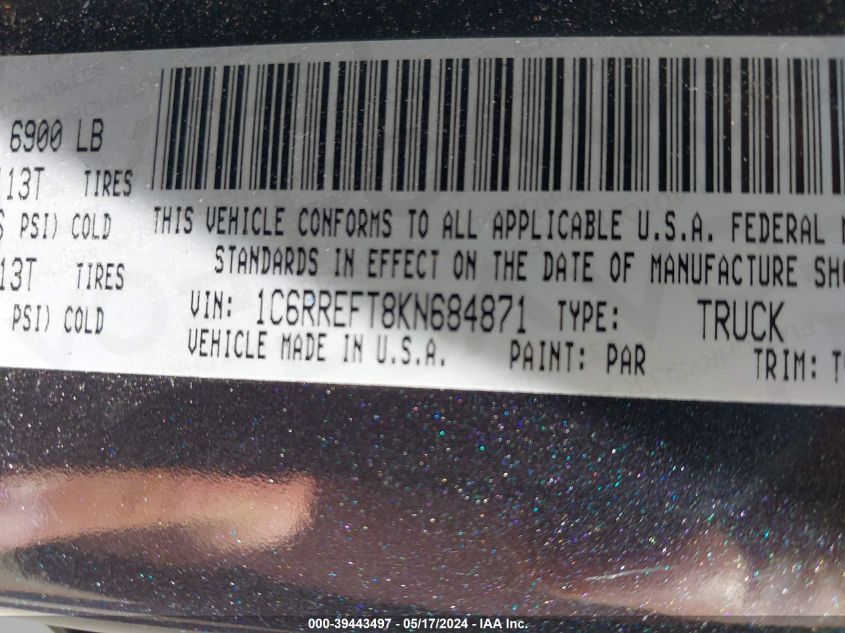 6900 LB
113T TIRES
PSI) COLD
13T TIRES
PSI) COLD
THIS VEHICLE CONFORMS TO ALL APPLICABLE U.S.A. FEDERAL
STANDARDS IN EFFECT ON THE DATE OF MANUFACTURE SHO
VIN: 1C6RREFT8KN684871 TYPE: TRUCK
VEHICLE MADE IN U.S.A. PAINT: PAR TRIM: T
000-39443497 - 05/17/2024 - IAA Inc.